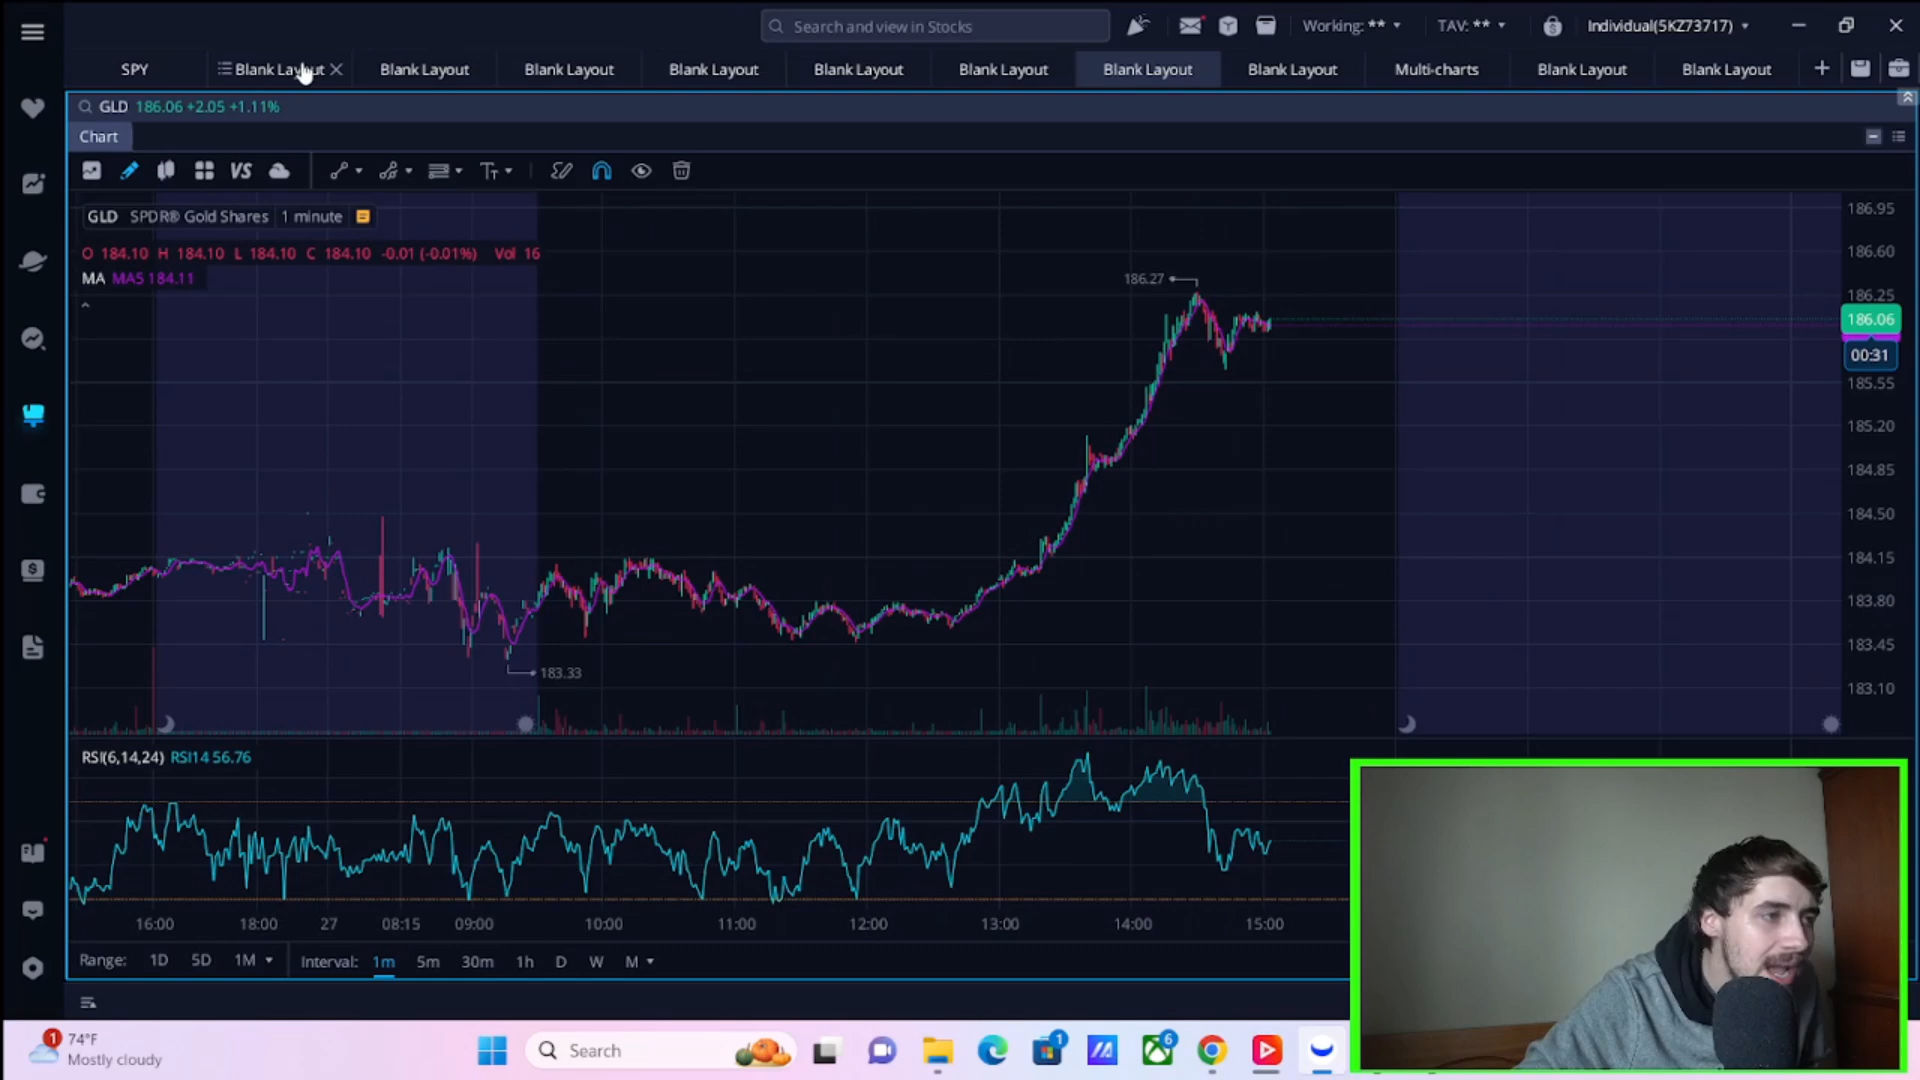 Search and view in Stocks
Working: **
TAV: **
Individual(5KZ73717)
SPY
Blank Layout
Blank Layout
Blank Layout
Blank Layout
Blank Layout
Blank Layout
Blank Layout
Blank Layout
Multi-charts
Blank Layout
Blank Layout
GLD 186.06 +2.05 +1.11%
Chart
VS
GLD SPDR® Gold Shares 1 minute
O 184.10 H 184.10 L 184.10 C 184.10 -0.01 (-0.01%) Vol 16
MA MA5 184.11
186.95
186.60
186.27
186.25
186.06
00:31
185.55
185.20
184.85
184.50
184.15
183.80
183.45
183.33
183.10
RSI(6,14,24) RSI14 56.76
16:00 18:00 27 08:15 09:00 10:00 11:00 12:00 13:00 14:00 15:00
Range: 1D 5D 1M Interval: 1m 5m 30m 1h D W M
1
74°F
Mostly cloudy
Search
1
6